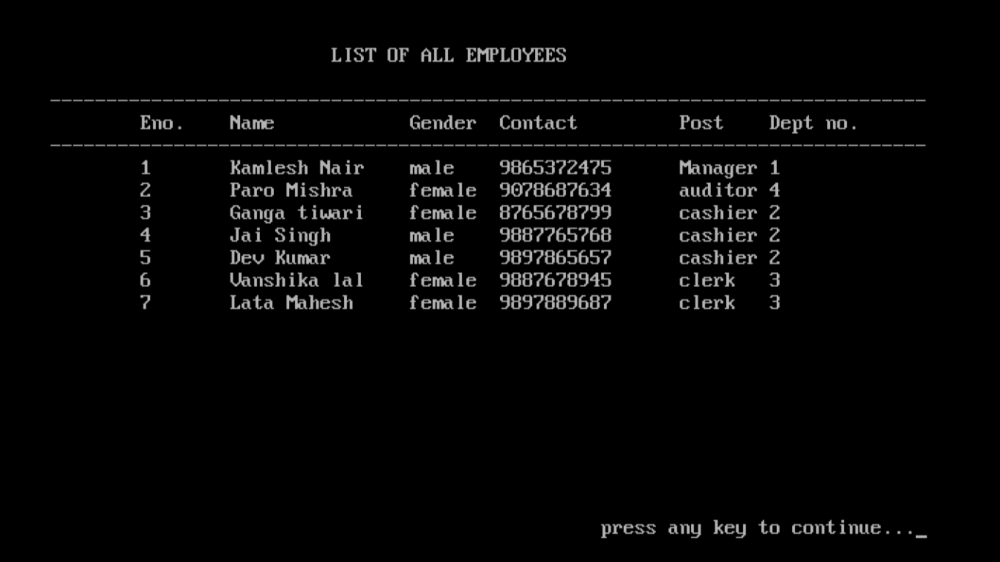 LIST OF ALL EMPLOYEES
--------------------------------------------------------------------------------
Eno. Name Gender Contact Post Dept no.
--------------------------------------------------------------------------------
1 Kamlesh Nair male 9865372475 Manager 1
2 Paro Mishra female 9078687634 auditor 4
3 Ganga tiwari female 8765678799 cashier 2
4 Jai Singh male 9887765768 cashier 2
5 Dev Kumar male 9897865657 cashier 2
6 Vanshika lal female 9887678945 clerk 3
7 Lata Mahesh female 9897889687 clerk 3
press any key to continue..._